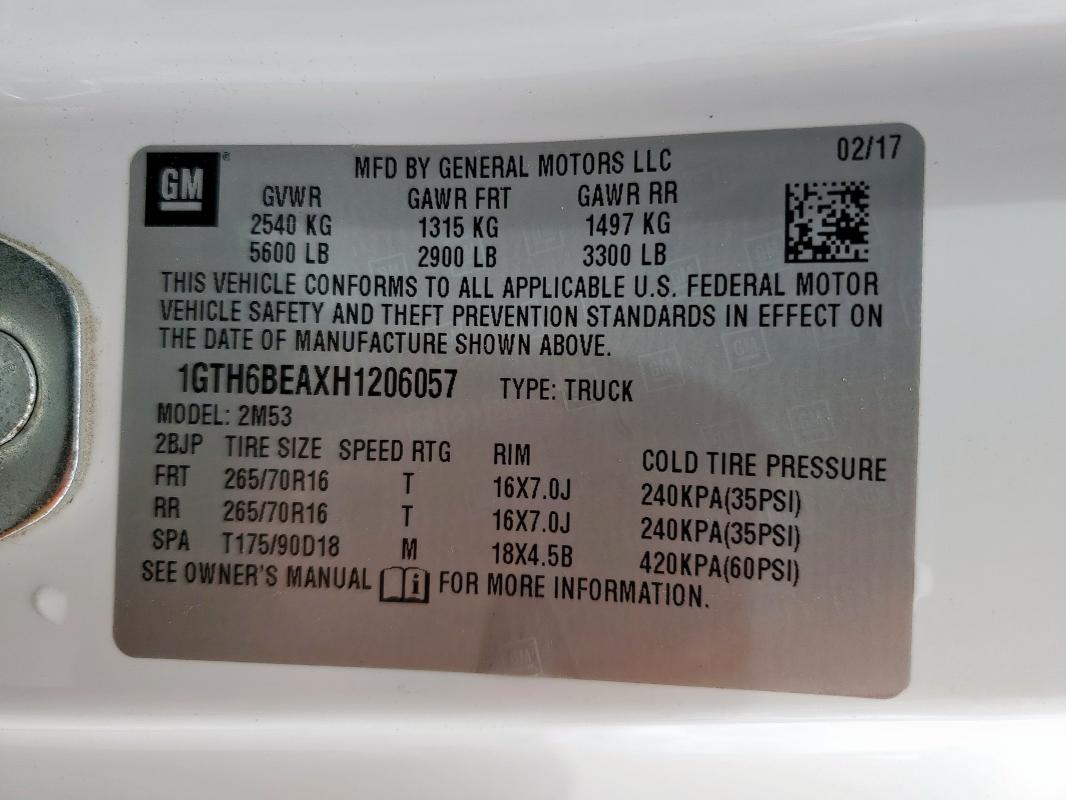 GM
MFD BY GENERAL MOTORS LLC 02/17
GVWR GAWR FRT GAWR RR
2540 KG 1315 KG 1497 KG
5600 LB 2900 LB 3300 LB
THIS VEHICLE CONFORMS TO ALL APPLICABLE U.S. FEDERAL MOTOR
VEHICLE SAFETY AND THEFT PREVENTION STANDARDS IN EFFECT ON
THE DATE OF MANUFACTURE SHOWN ABOVE.
1GTH6BEAXH1206057 TYPE: TRUCK
MODEL: 2M53
2BJP TIRE SIZE SPEED RTG RIM COLD TIRE PRESSURE
FRT 265/70R16 T 16X7.0J 240KPA(35PSI)
RR 265/70R16 T 16X7.0J 240KPA(35PSI)
SPA T175/90D18 M 18X4.5B 420KPA(60PSI)
SEE OWNER'S MANUAL i FOR MORE INFORMATION.